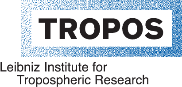 TROPOS
Leibniz Institute for
Tropospheric Research